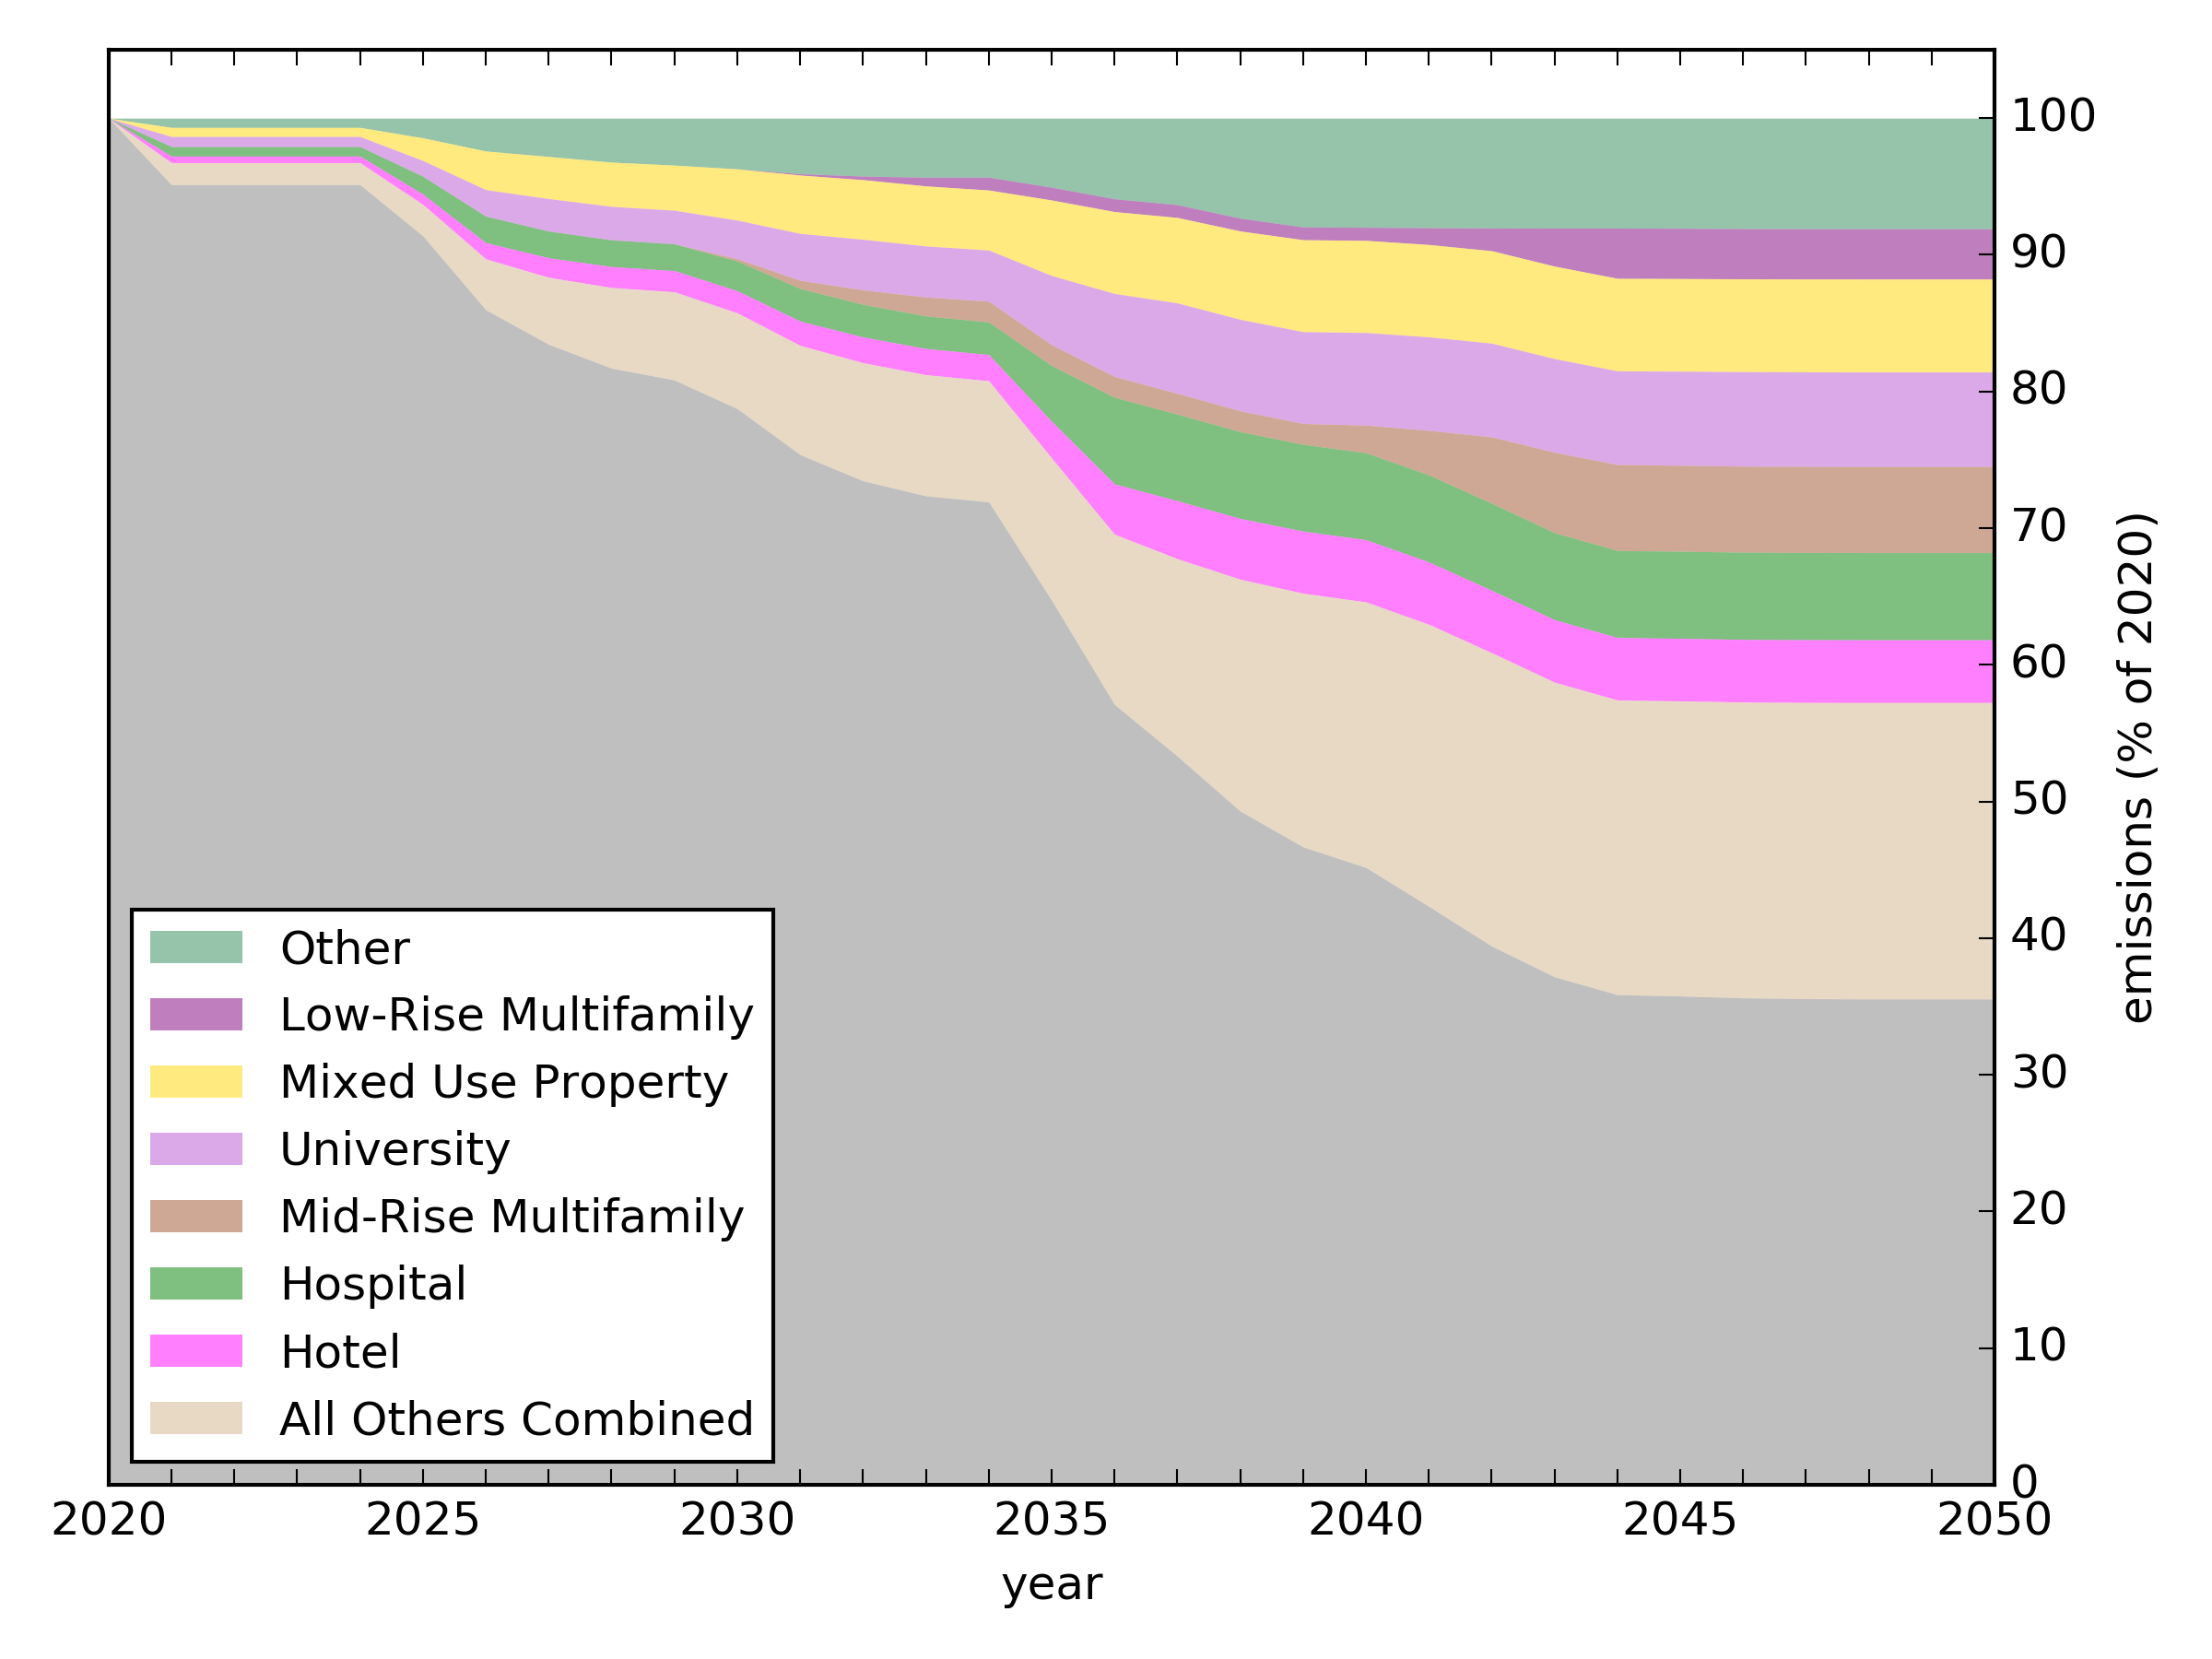 100
90
80
70
60
50
40
30
20
10
0
emissions (% of 2020)
Other
Low-Rise Multifamily
Mixed Use Property
University
Mid-Rise Multifamily
Hospital
Hotel
All Others Combined
2020 2025 2030 2035 2040 2045 2050
year